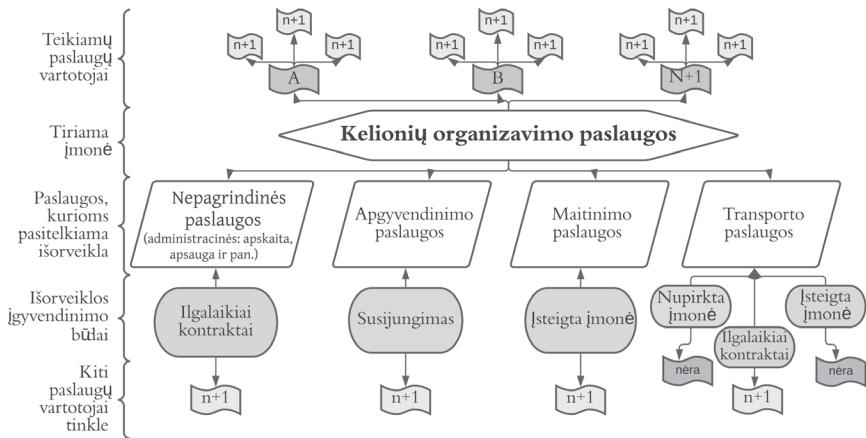 Teikiamų
paslaugų
vartotojai
n+1
n+1
n+1
A
n+1
n+1
n+1
B
n+1
n+1
n+1
N+1
Tiriama
įmonė
Kelionių organizavimo paslaugos
Paslaugos,
kurioms
pasitelkiama
išorveikla
Nepagrindinės
paslaugos
(administracinės: apskaita,
apsauga ir pan.)
Apgyvendinimo
paslaugos
Maitinimo
paslaugos
Transporto
paslaugos
Išorveiklos
įgyvendinimo
būdai
Ilgalaikiai
kontraktai
Susijungimas
Įsteigta įmonė
Nupirkta
įmonė
Ilgalaikiai
kontraktai
Įsteigta
įmonė
Kiti
paslaugų
vartotojai
tinkle
n+1
n+1
n+1
nėra
n+1
nėra